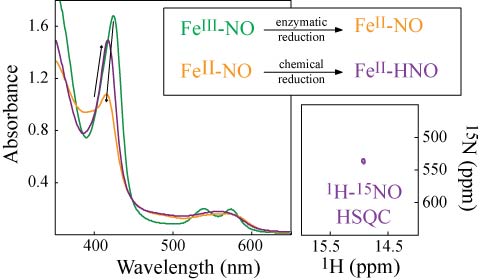 Fe^III-NO enzymatic reduction Fe^II-NO
Fe^II-NO chemical reduction Fe^II-HNO
Absorbance
1.6
1.2
0.8
0.4
400 500 600
Wavelength (nm)
500
550
600
15N (ppm)
1H-15NO
HSQC
15.5 14.5
1H (ppm)